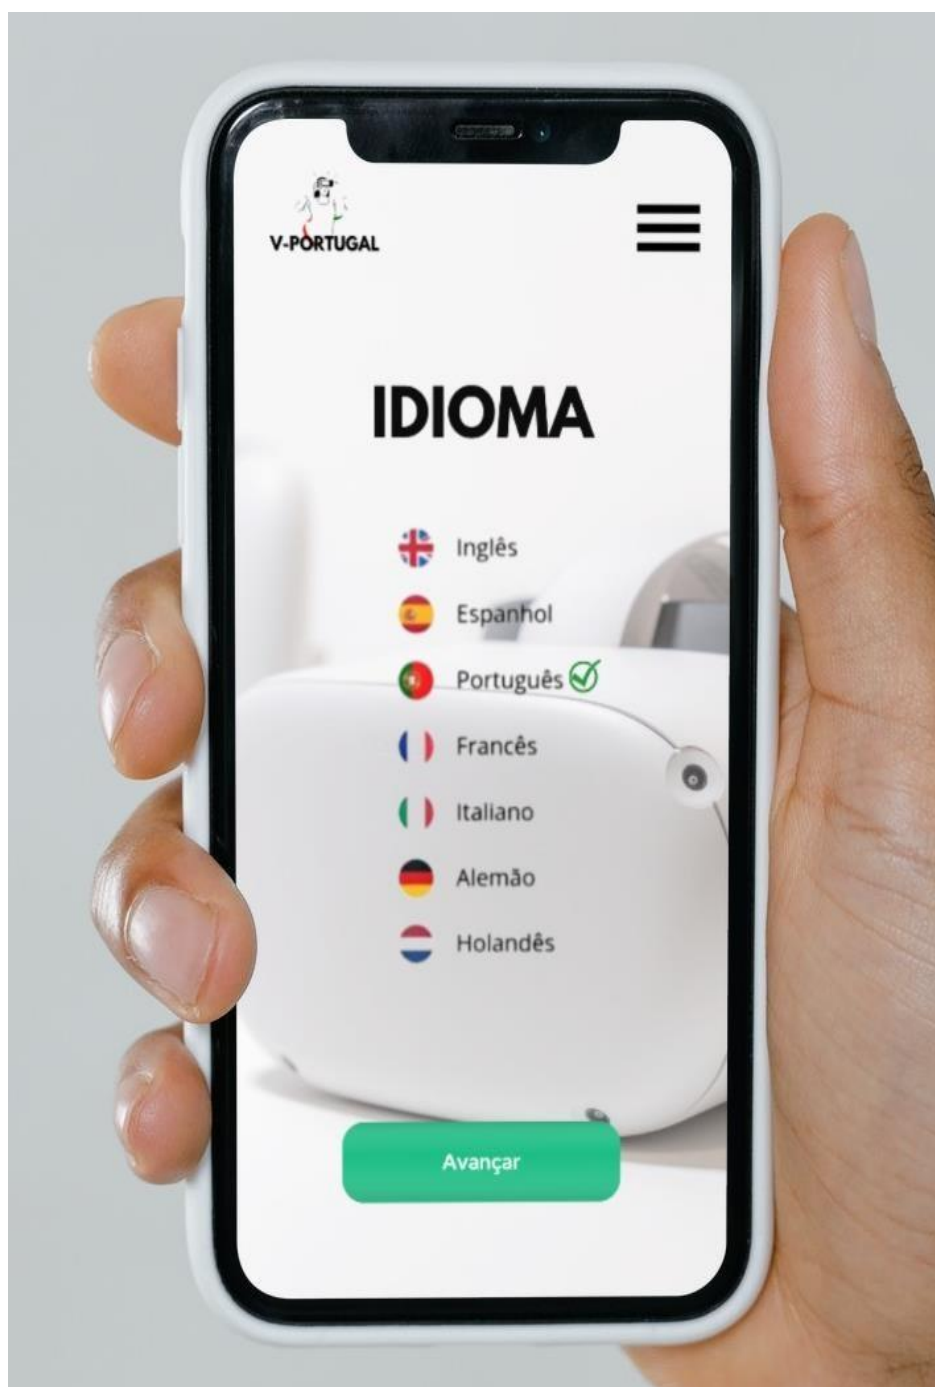 V-PORTUGAL
IDIOMA
Inglês
Espanhol
Português
Francês
Italiano
Alemão
Holandês
Avançar